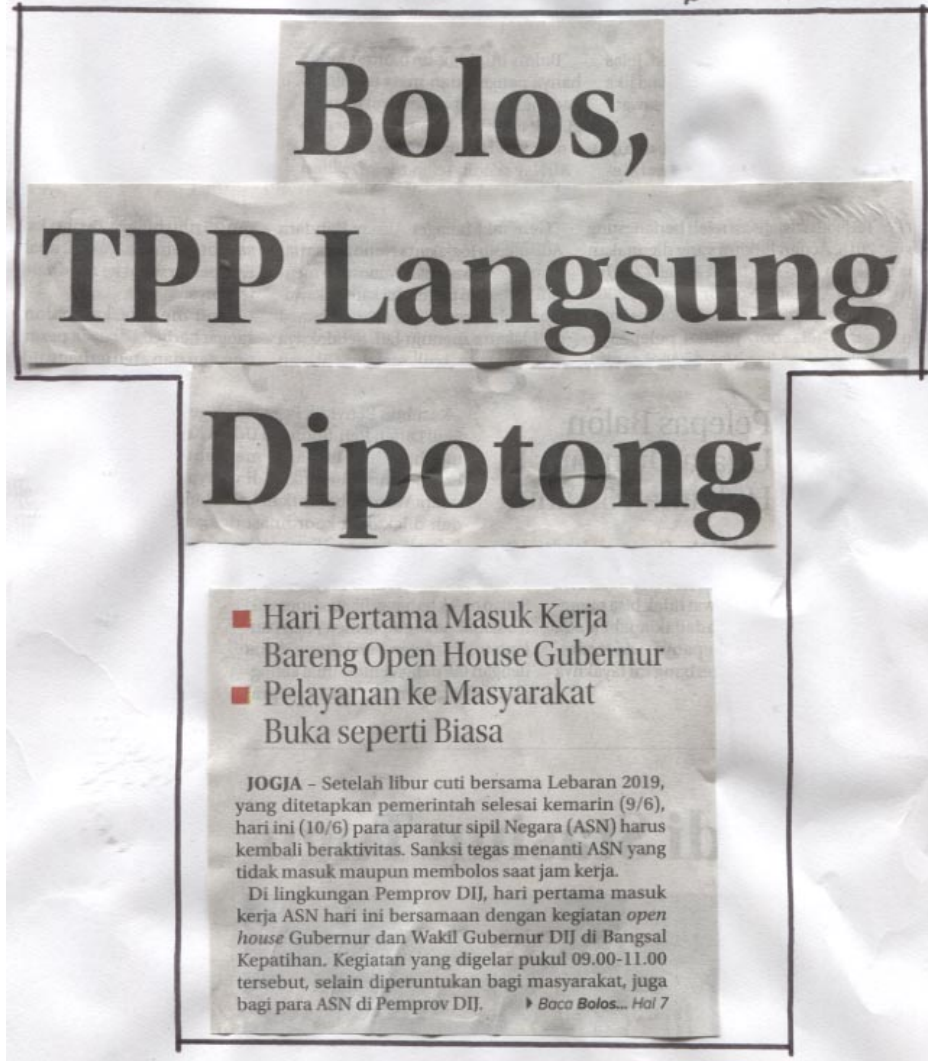 Bolos,
TPP Langsung
Dipotong
Hari Pertama Masuk Kerja
Bareng Open House Gubernur
Pelayanan ke Masyarakat
Buka seperti Biasa
JOGJA – Setelah libur cuti bersama Lebaran 2019,
yang ditetapkan pemerintah selesai kemarin (9/6),
hari ini (10/6) para aparatur sipil Negara (ASN) harus
kembali beraktivitas. Sanksi tegas menanti ASN yang
tidak masuk maupun membolos saat jam kerja.
Di lingkungan Pemprov DIJ, hari pertama masuk
kerja ASN hari ini bersamaan dengan kegiatan open
house Gubernur dan Wakil Gubernur DIJ di Bangsal
Kepatihan. Kegiatan yang digelar pukul 09.00-11.00
tersebut, selain diperuntukan bagi masyarakat, juga
bagi para ASN di Pemprov DIJ. Baca Bolos... Hal 7